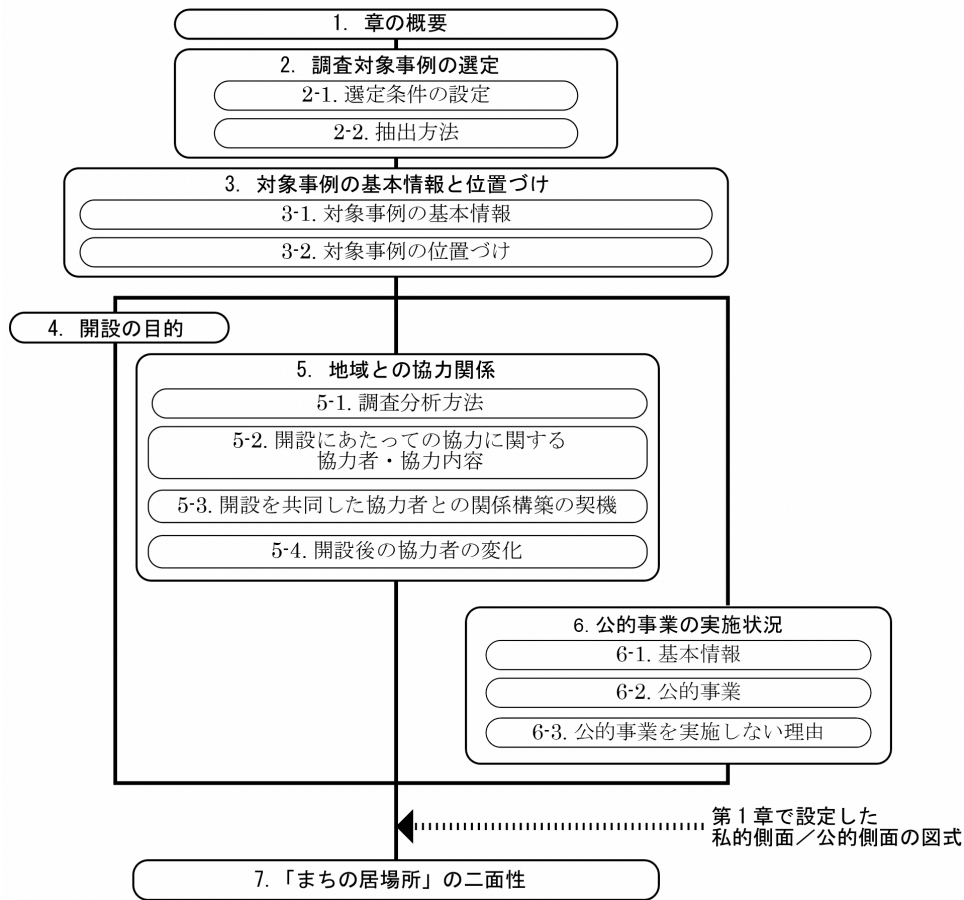 1. 章の概要
2. 調査対象事例の選定
2-1. 選定条件の設定
2-2. 抽出方法
3. 対象事例の基本情報と位置づけ
3-1. 対象事例の基本情報
3-2. 対象事例の位置づけ
4. 開設の目的
5. 地域との協力関係
5-1. 調査分析方法
5-2. 開設にあたっての協力に関する
協力者・協力内容
5-3. 開設を共同した協力者との関係構築の契機
5-4. 開設後の協力者の変化
6. 公的事業の実施状況
6-1. 基本情報
6-2. 公的事業
6-3. 公的事業を実施しない理由
第1章で設定した
私的側面／公的側面の図式
7. 「まちの居場所」の二面性